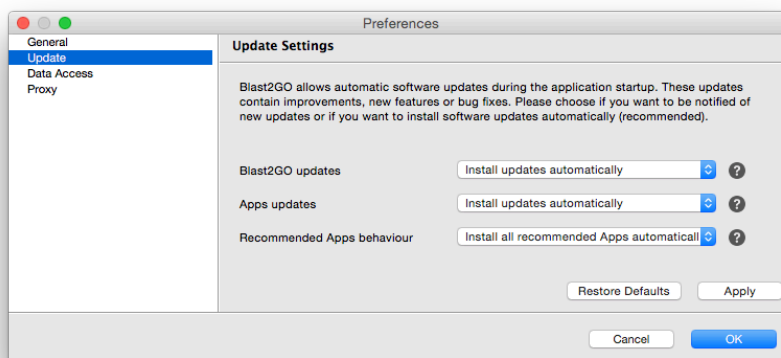 Preferences
General
Update
Data Access
Proxy
Update Settings
Blast2GO allows automatic software updates during the application startup. These updates
contain improvements, new features or bug fixes. Please choose if you want to be notified of
new updates or if you want to install software updates automatically (recommended).
Blast2GO updates Install updates automatically ?
Apps updates Install updates automatically ?
Recommended Apps behaviour Install all recommended Apps automaticall ?
Restore Defaults Apply
Cancel OK